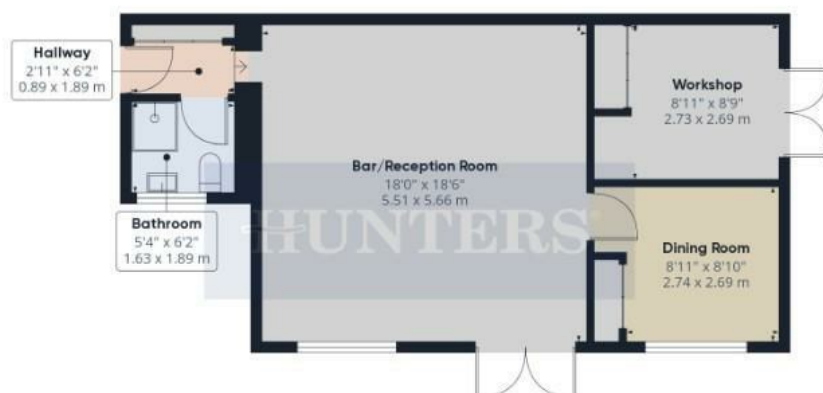 Hallway
2'11" x 6'2"
0.89 x 1.89 m
Workshop
8'11" x 8'9"
2.73 x 2.69 m
Bar/Reception Room
18'0" x 18'6"
5.51 x 5.66 m
HUNTERS
Bathroom
5'4" x 6'2"
1.63 x 1.89 m
Dining Room
8'11" x 8'10"
2.74 x 2.69 m